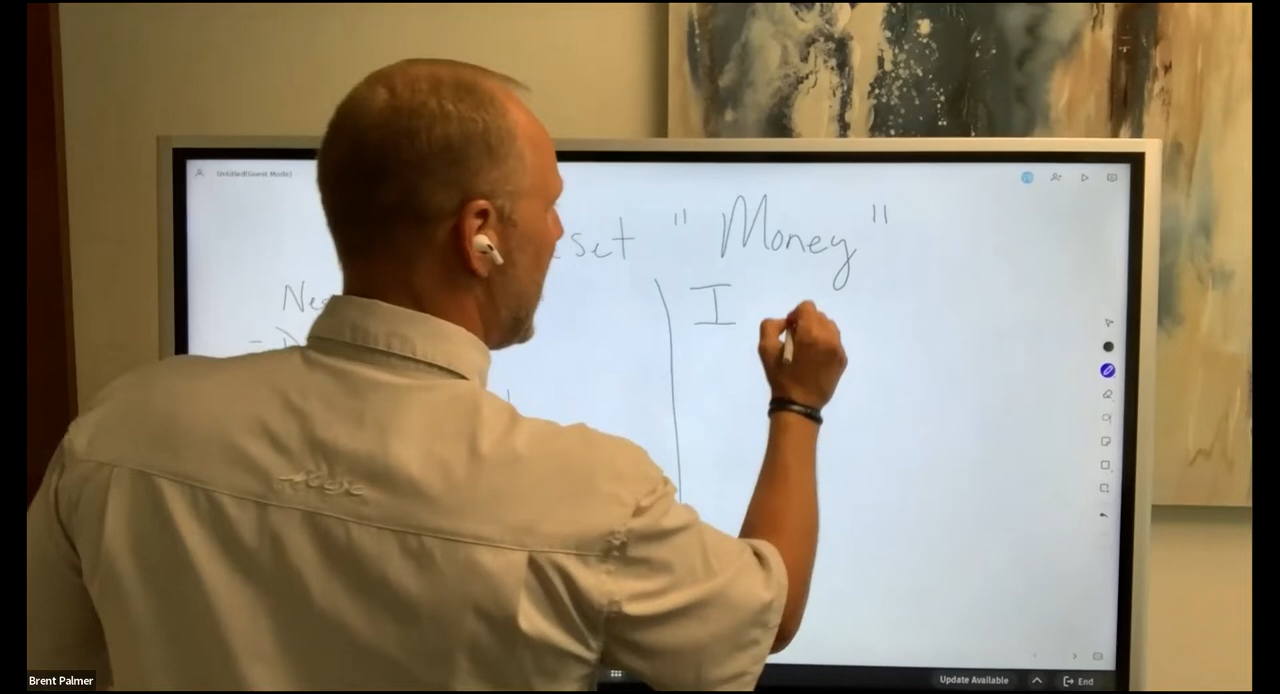 Untitled(Guest Mode)
set " Money "
I
Update Available
End
Brent Palmer